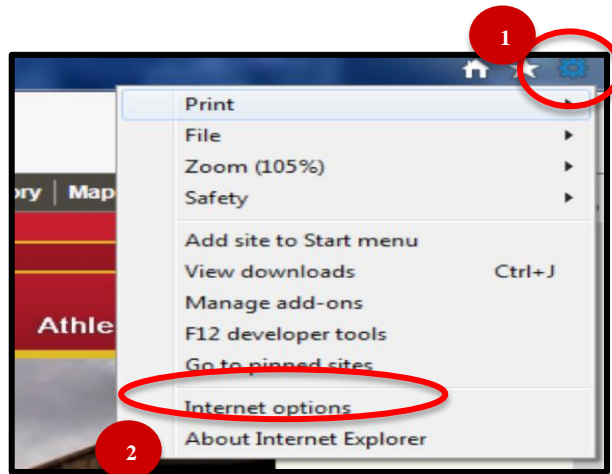 1
Print
File
Zoom (105%)
ory | Map
Safety
Add site to Start menu
View downloads Ctrl+J
Manage add-ons
Athle
F12 developer tools
Go to pinned sites
Internet options
About Internet Explorer
2